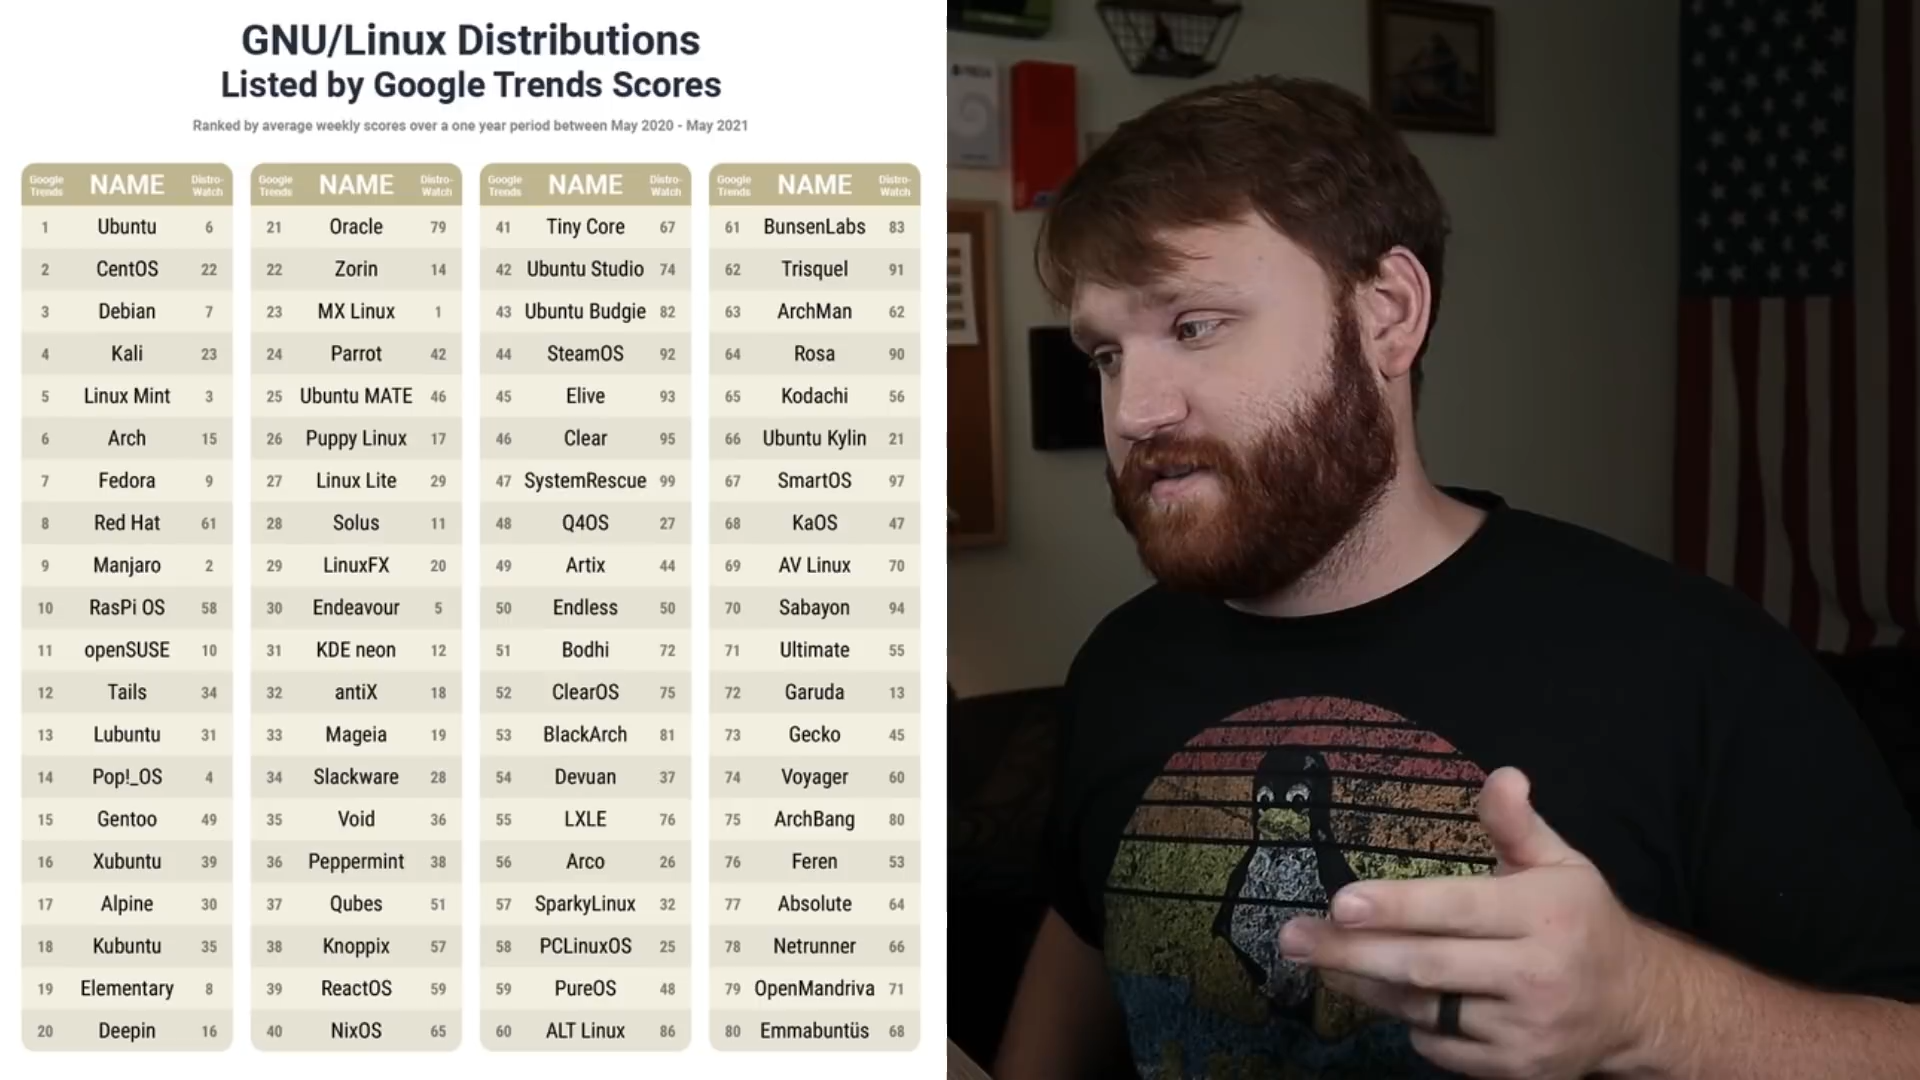 GNU/Linux Distributions
Listed by Google Trends Scores
Ranked by average weekly scores over a one year period between May 2020 - May 2021
Google Trends NAME Distro-Watch
1 Ubuntu 6
2 CentOS 22
3 Debian 7
4 Kali 23
5 Linux Mint 3
6 Arch 15
7 Fedora 9
8 Red Hat 61
9 Manjaro 2
10 RasPi OS 58
11 openSUSE 10
12 Tails 34
13 Lubuntu 31
14 Pop!_OS 4
15 Gentoo 49
16 Xubuntu 39
17 Alpine 30
18 Kubuntu 35
19 Elementary 8
20 Deepin 16
Google Trends NAME Distro-Watch
21 Oracle 79
22 Zorin 14
23 MX Linux 1
24 Parrot 42
25 Ubuntu MATE 46
26 Puppy Linux 17
27 Linux Lite 29
28 Solus 11
29 LinuxFX 20
30 Endeavour 5
31 KDE neon 12
32 antiX 18
33 Mageia 19
34 Slackware 28
35 Void 36
36 Peppermint 38
37 Qubes 51
38 Knoppix 57
39 ReactOS 59
40 NixOS 65
Google Trends NAME Distro-Watch
41 Tiny Core 67
42 Ubuntu Studio 74
43 Ubuntu Budgie 82
44 SteamOS 92
45 Elive 93
46 Clear 95
47 SystemRescue 99
48 Q4OS 27
49 Artix 44
50 Endless 50
51 Bodhi 72
52 ClearOS 75
53 BlackArch 81
54 Devuan 37
55 LXLE 76
56 Arco 26
57 SparkyLinux 32
58 PCLinuxOS 25
59 PureOS 48
60 ALT Linux 86
Google Trends NAME Distro-Watch
61 BunsenLabs 83
62 Trisquel 91
63 ArchMan 62
64 Rosa 90
65 Kodachi 56
66 Ubuntu Kylin 21
67 SmartOS 97
68 KaOS 47
69 AV Linux 70
70 Sabayon 94
71 Ultimate 55
72 Garuda 13
73 Gecko 45
74 Voyager 60
75 ArchBang 80
76 Feren 53
77 Absolute 64
78 Netrunner 66
79 OpenMandriva 71
80 Emmabuntüs 68